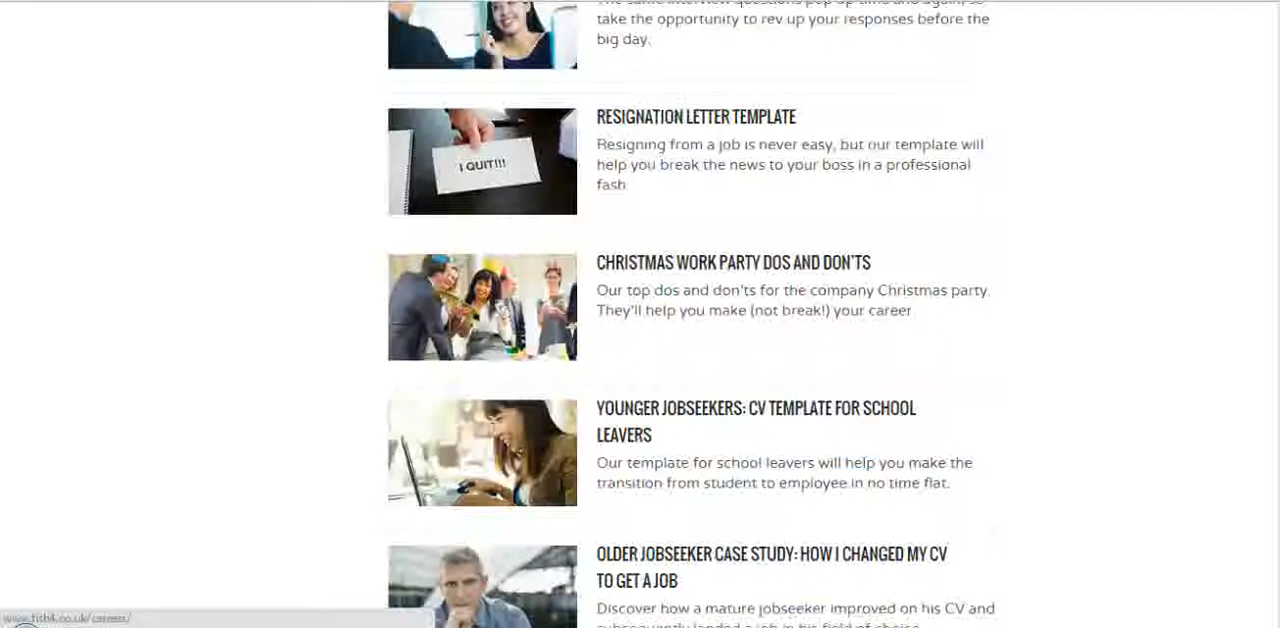 take the opportunity to rev up your responses before the
big day.
RESIGNATION LETTER TEMPLATE
Resigning from a job is never easy, but our template will
help you break the news to your boss in a professional
fash
I QUIT!!!
CHRISTMAS WORK PARTY DOS AND DON'TS
Our top dos and don'ts for the company Christmas party.
They'll help you make (not break!) your career
YOUNGER JOBSEEKERS: CV TEMPLATE FOR SCHOOL
LEAVERS
Our template for school leavers will help you make the
transition from student to employee in no time flat.
OLDER JOBSEEKER CASE STUDY: HOW I CHANGED MY CV
TO GET A JOB
Discover how a mature jobseeker improved on his CV and
www.fish4.co.uk/careers/